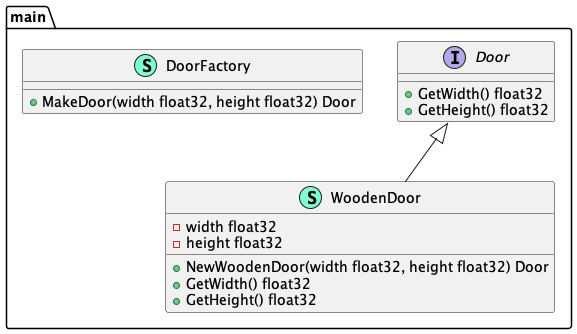 main
S DoorFactory
MakeDoor(width float32, height float32) Door
I Door
GetWidth() float32
GetHeight() float32
S WoodenDoor
width float32
height float32
NewWoodenDoor(width float32, height float32) Door
GetWidth() float32
GetHeight() float32